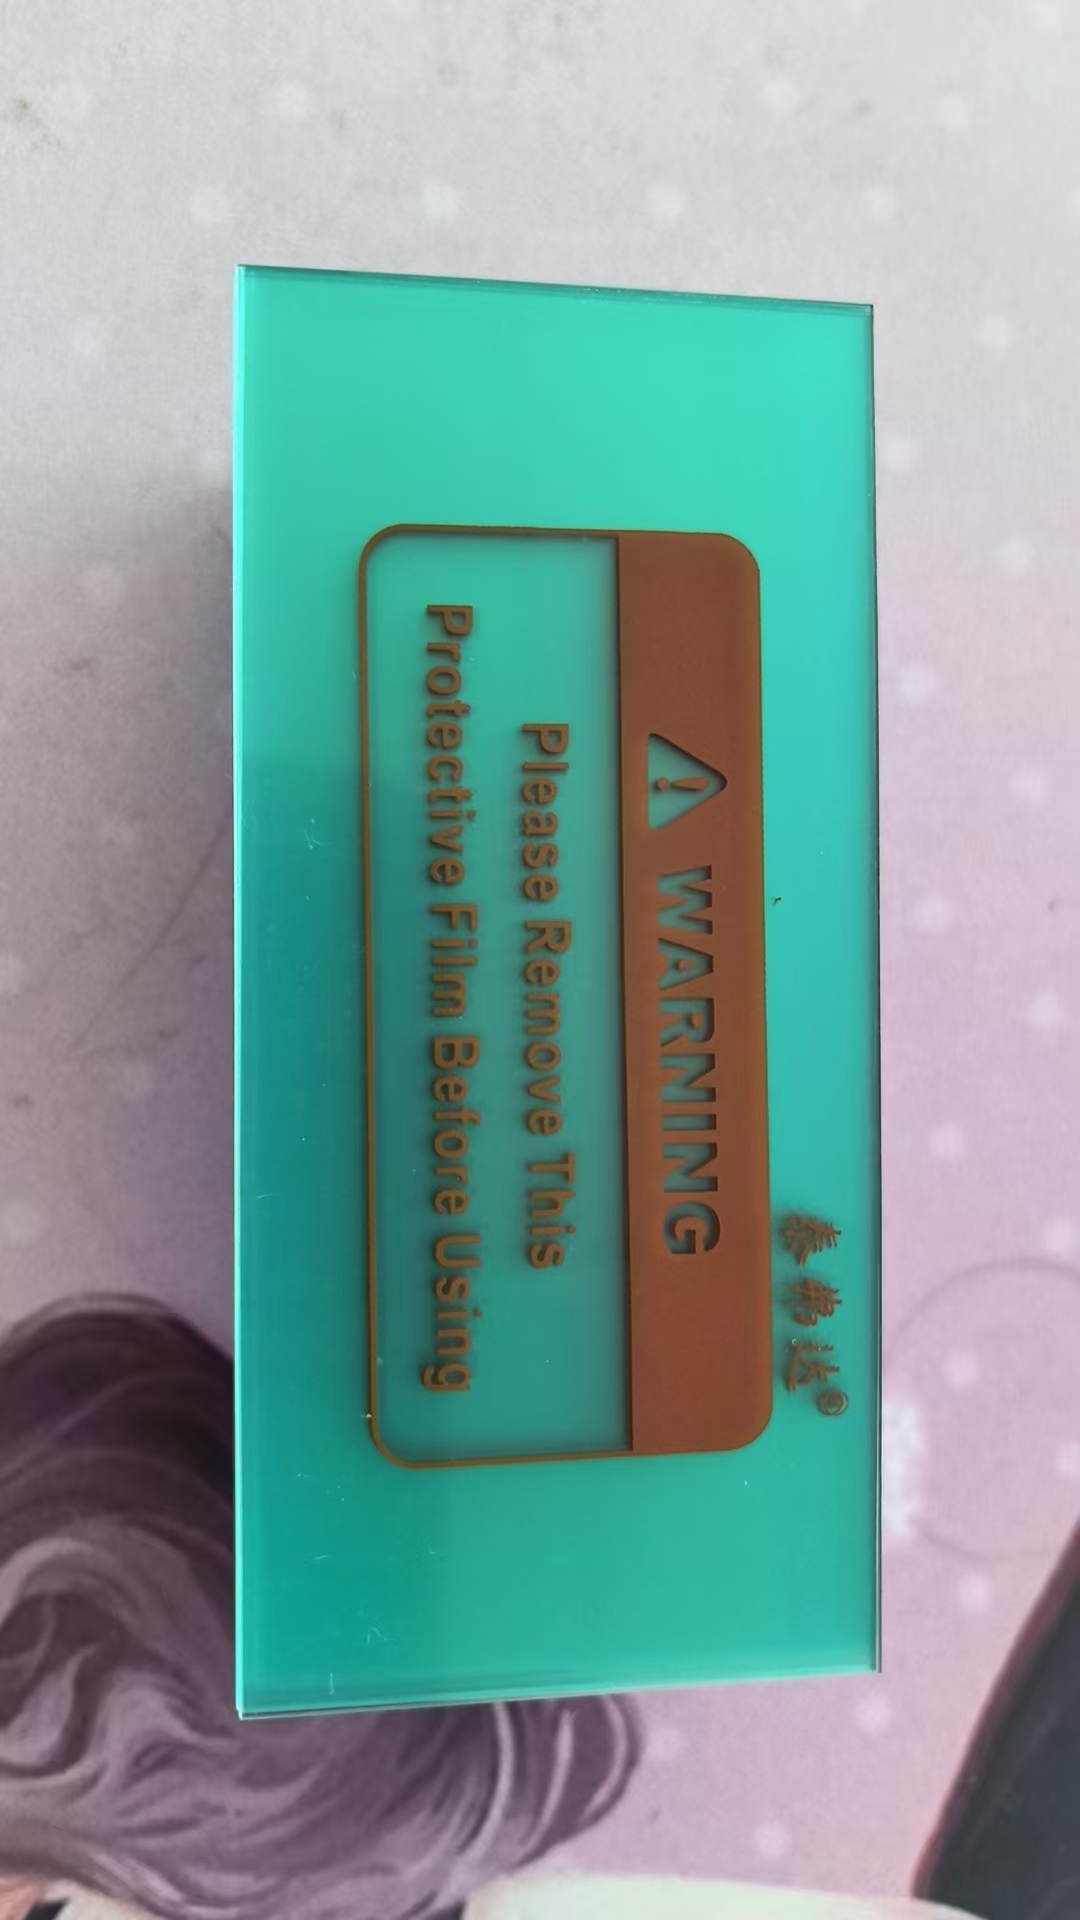 泰弗达®
WARNING
Please Remove This
Protective Film Before Using